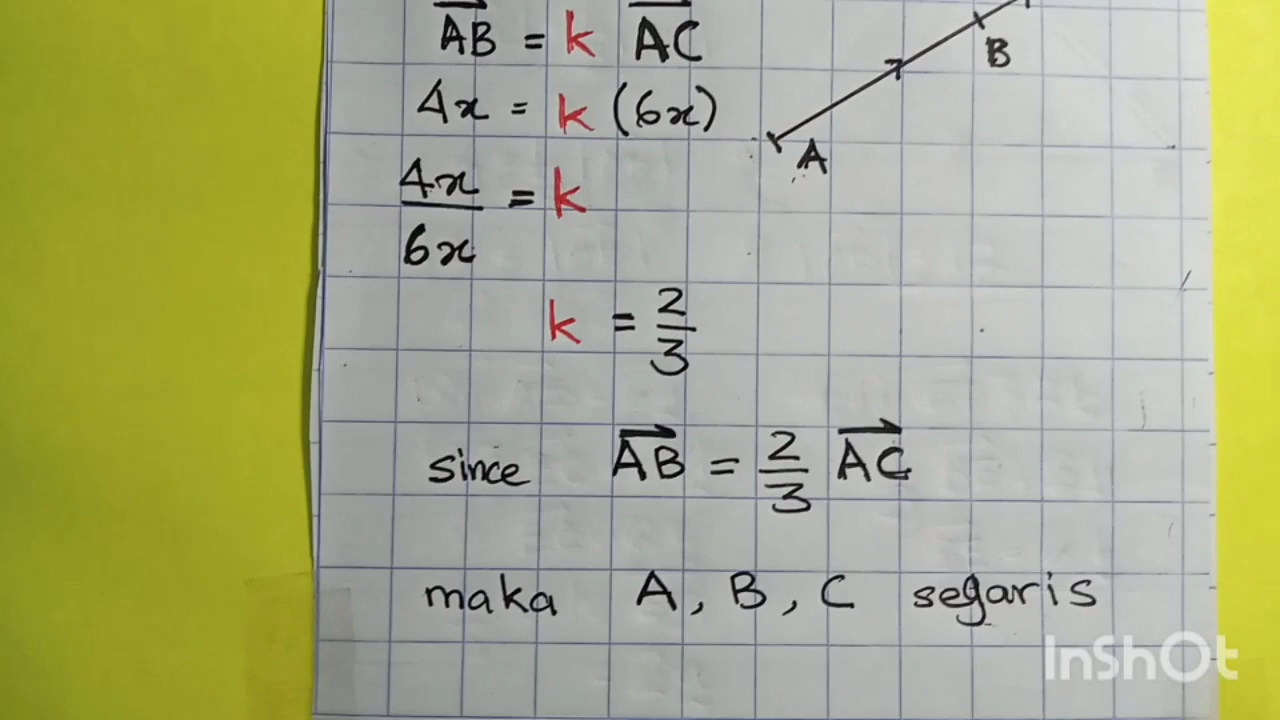 AB = k AC
B
4x = k (6x)
A
4x/6x = k
k = 2/3
since AB = 2/3 AC
maka A, B, C segaris
InShOt